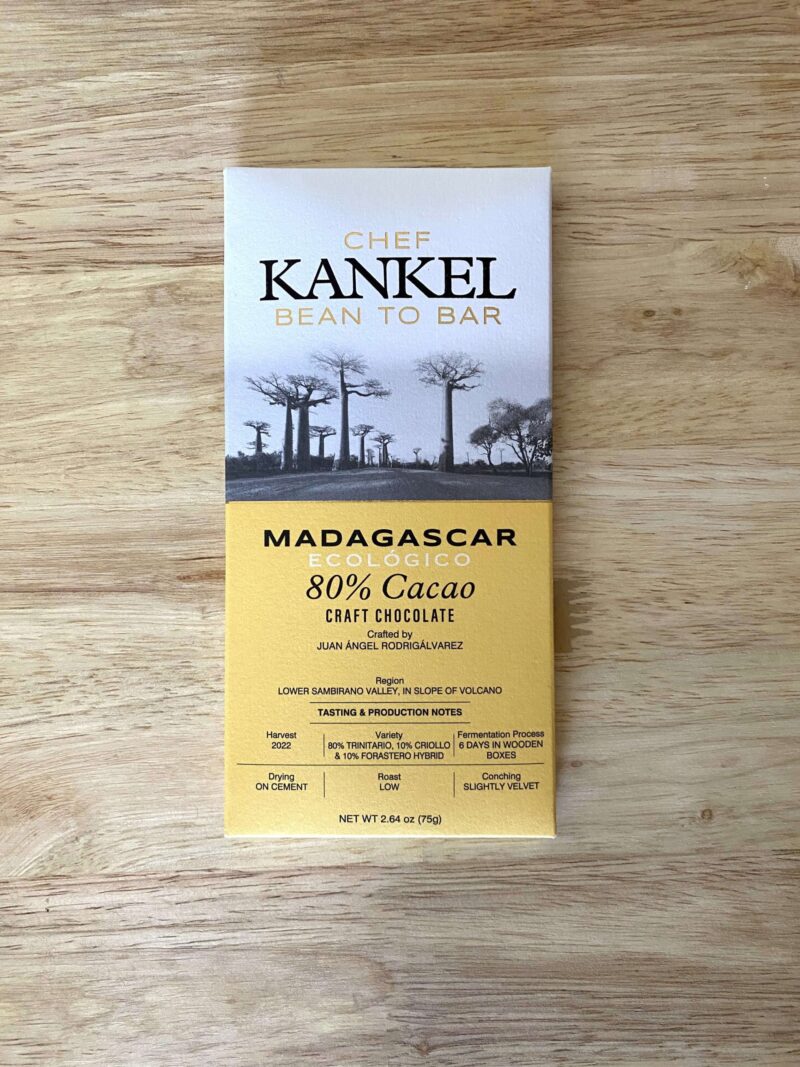 CHEF
KANKEL
BEAN TO BAR
MADAGASCAR
ECOLÓGICO
80% Cacao
CRAFT CHOCOLATE
Crafted by
JUAN ÁNGEL RODRIGÁLVAREZ
Region
LOWER SAMBIRANO VALLEY, IN SLOPE OF VOLCANO
TASTING & PRODUCTION NOTES
Harvest
2022
Variety
80% TRINITARIO, 10% CRIOLLO
& 10% FORASTERO HYBRID
Fermentation Process
6 DAYS IN WOODEN
BOXES
Drying
ON CEMENT
Roast
LOW
Conching
SLIGHTLY VELVET
NET WT 2.64 oz (75g)